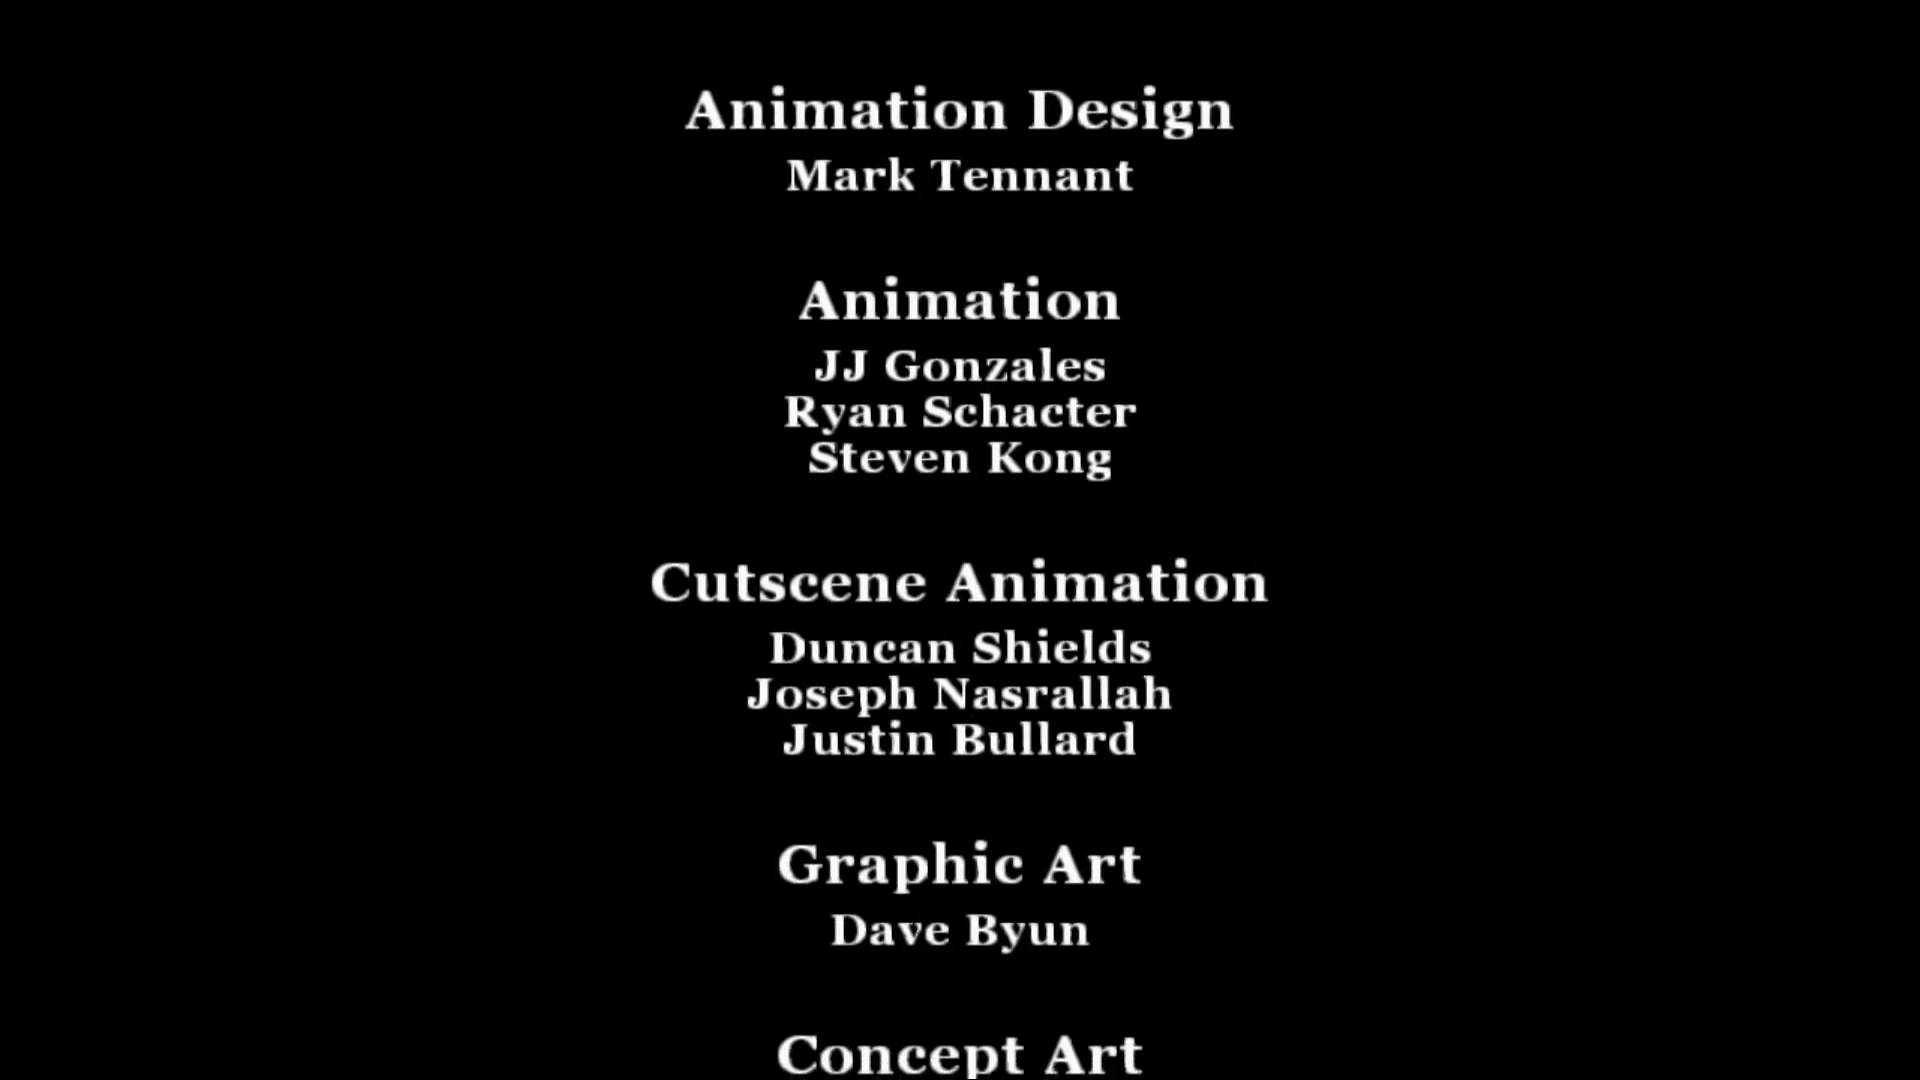 Animation Design
Mark Tennant
Animation
JJ Gonzales
Ryan Schacter
Steven Kong
Cutscene Animation
Duncan Shields
Joseph Nasrallah
Justin Bullard
Graphic Art
Dave Byun
Concept Art